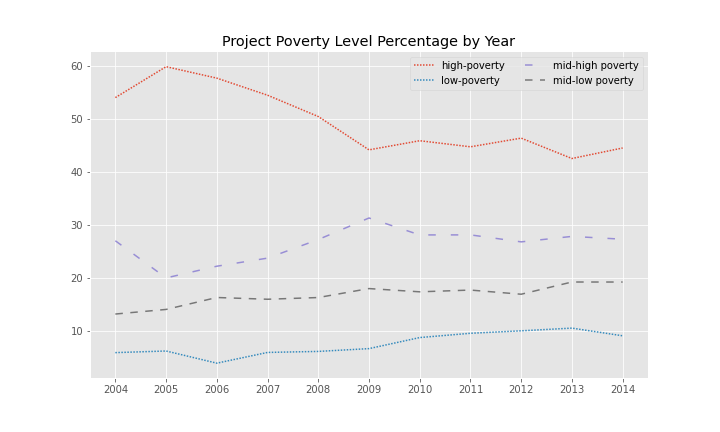 Project Poverty Level Percentage by Year
high-poverty
low-poverty
mid-high poverty
mid-low poverty
60
50
40
30
20
10
2004 2005 2006 2007 2008 2009 2010 2011 2012 2013 2014